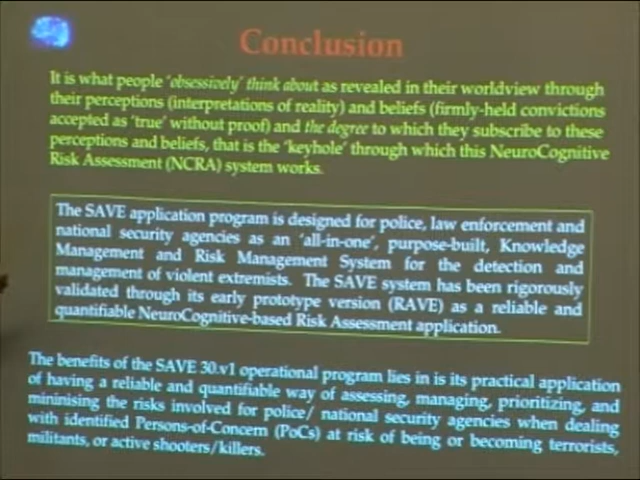 Conclusion
It is what people 'obsessively' think about as revealed in their worldview through
their perceptions (interpretations of reality) and beliefs (firmly-held convictions
accepted as 'true' without proof) and the degree to which they subscribe to these
perceptions and beliefs, that is the 'keyhole' through which this NeuroCognitive
Risk Assessment (NCRA) system works.
The SAVE application program is designed for police, law enforcement and
national security agencies as an 'all-in-one', purpose-built, Knowledge
Management and Risk Management System for the detection and
management of violent extremists. The SAVE system has been rigorously
validated through its early prototype version (RAVE) as a reliable and
quantifiable NeuroCognitive-based Risk Assessment application.
The benefits of the SAVE 30.v1 operational program lies in is its practical application
of having a reliable and quantifiable way of assessing, managing, prioritizing, and
minimising the risks involved for police/ national security agencies when dealing
with identified Persons-of-Concern (PoCs) at risk of being or becoming terrorists,
militants, or active shooters/killers.